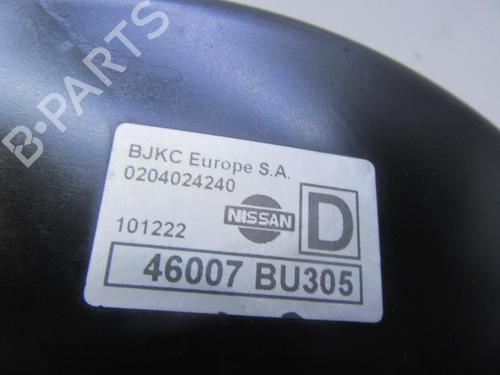 B-PARTS
BJKC Europe S.A.
0204024240
NISSAN
D
101222
46007 BU305